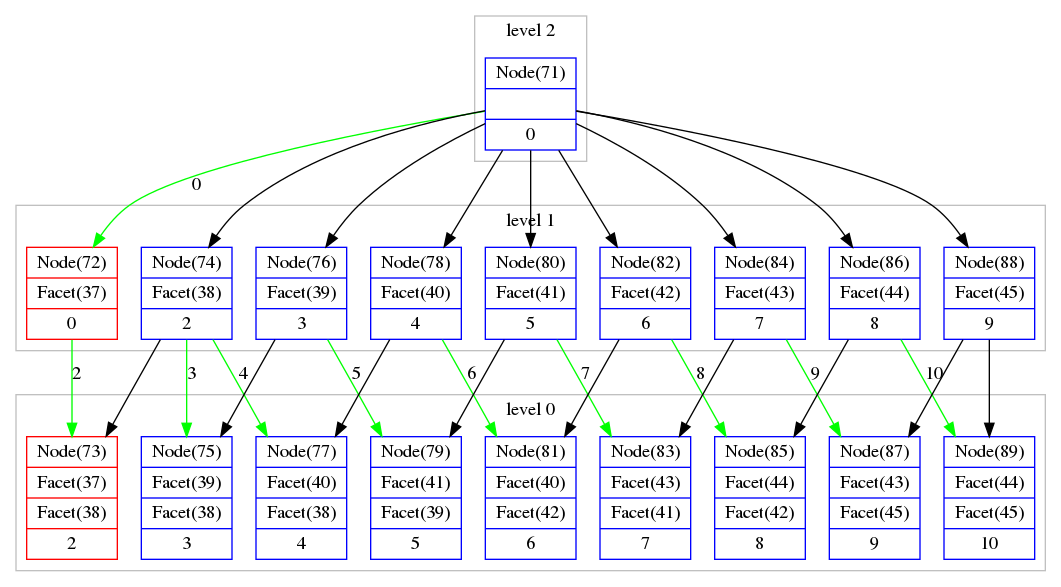 level 2
Node(71)
0
0
level 1
Node(72)
Facet(37)
0
Node(74)
Facet(38)
2
Node(76)
Facet(39)
3
Node(78)
Facet(40)
4
Node(80)
Facet(41)
5
Node(82)
Facet(42)
6
Node(84)
Facet(43)
7
Node(86)
Facet(44)
8
Node(88)
Facet(45)
9
2
3
4
5
6
7
8
9
10
level 0
Node(73)
Facet(37)
Facet(38)
2
Node(75)
Facet(39)
Facet(38)
3
Node(77)
Facet(40)
Facet(38)
4
Node(79)
Facet(41)
Facet(39)
5
Node(81)
Facet(40)
Facet(42)
6
Node(83)
Facet(43)
Facet(41)
7
Node(85)
Facet(44)
Facet(42)
8
Node(87)
Facet(43)
Facet(45)
9
Node(89)
Facet(44)
Facet(45)
10